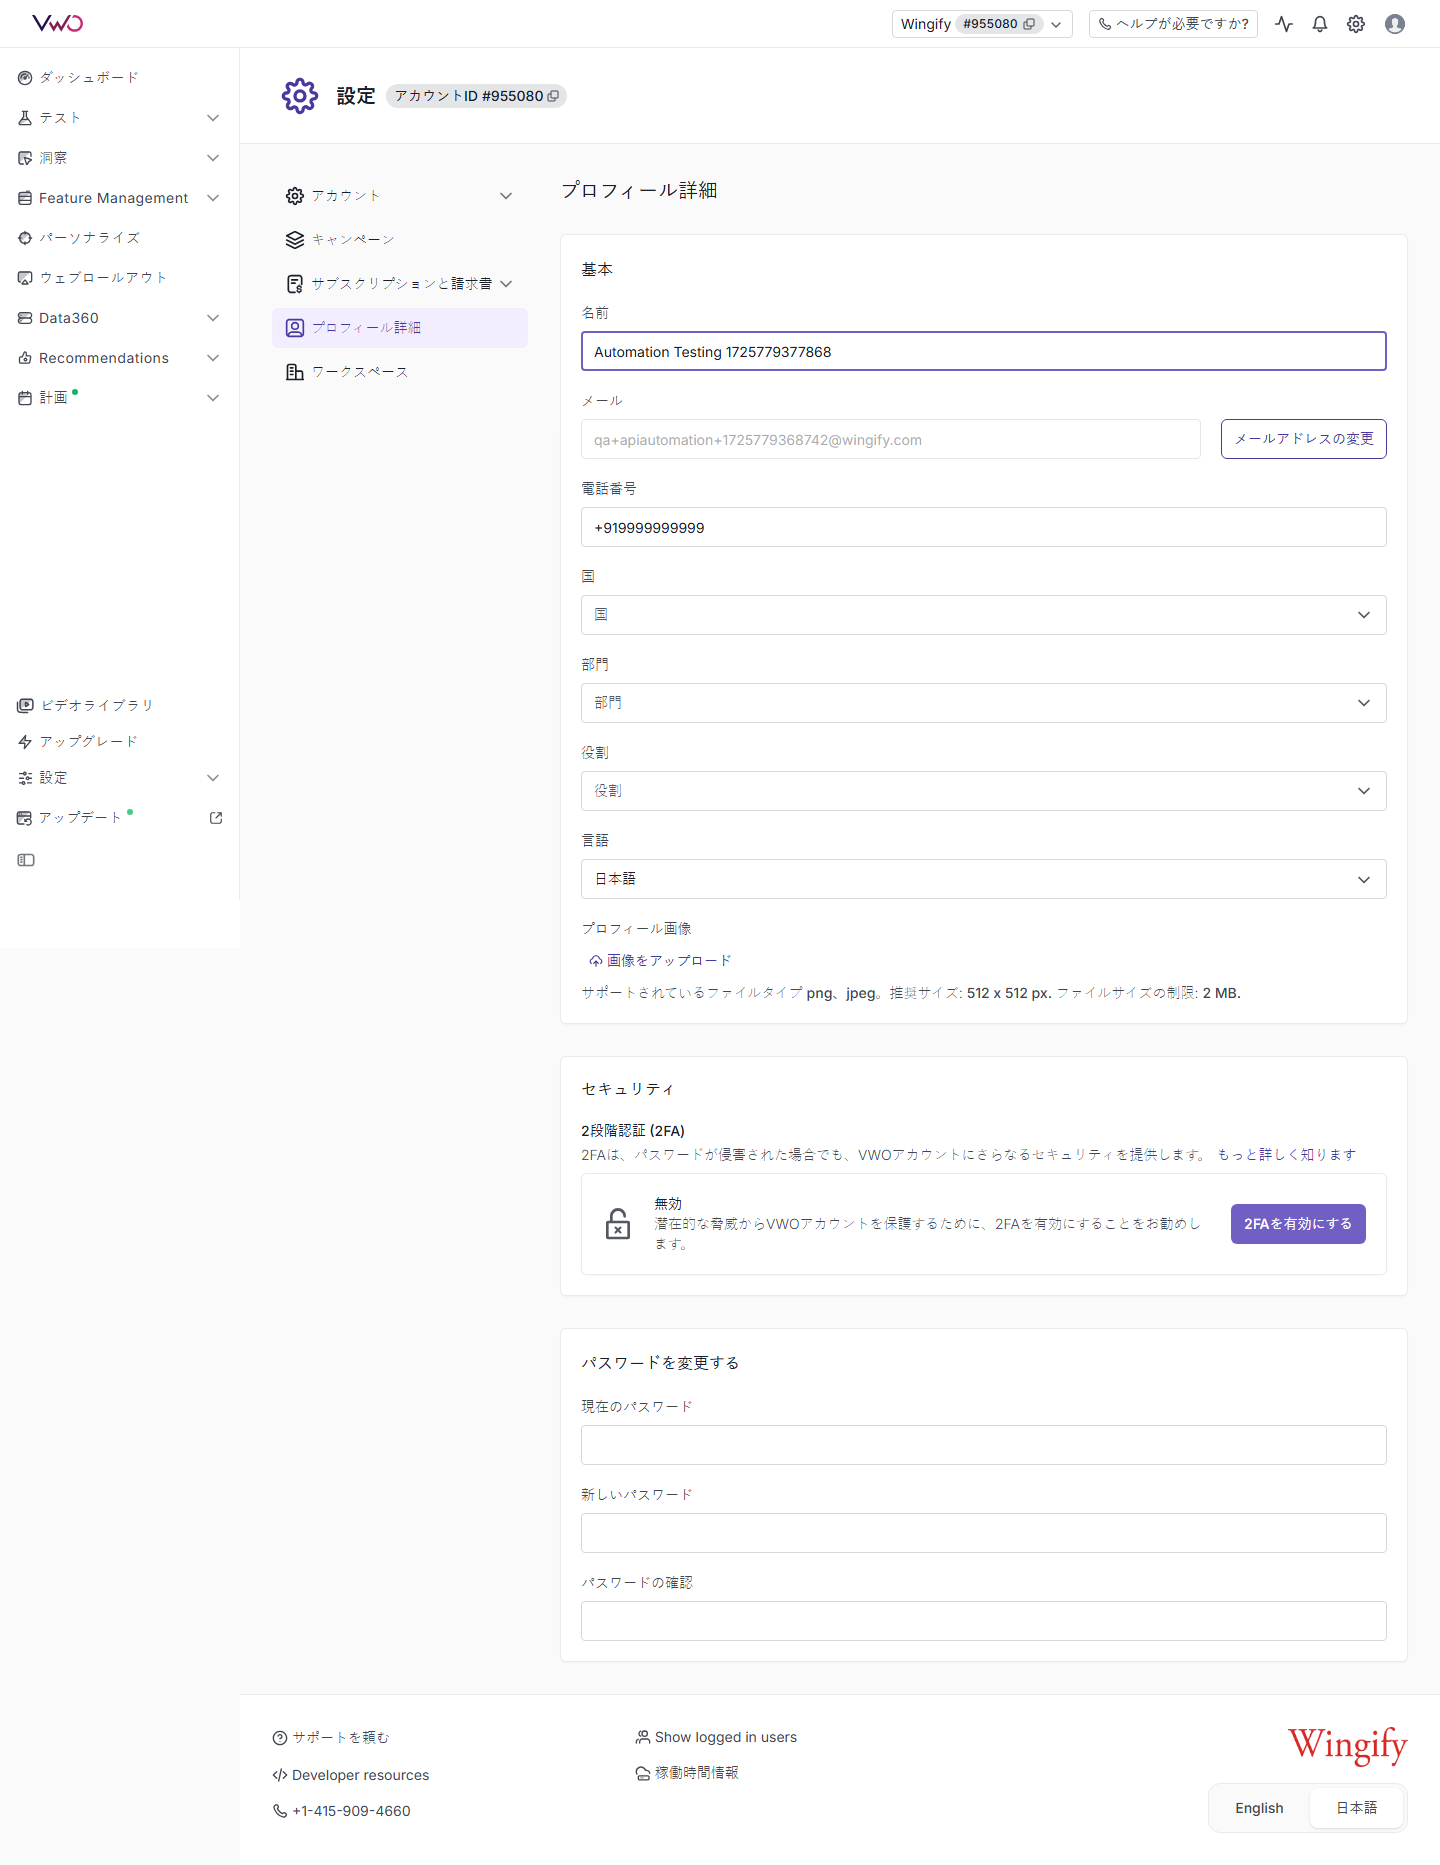 VWO
Wingify #955080
ヘルプが必要ですか?
ダッシュボード
テスト
洞察
Feature Management
パーソナライズ
ウェブロールアウト
Data360
Recommendations
計画
ビデオライブラリ
アップグレード
設定
アップデート
設定 アカウントID #955080
アカウント
キャンペーン
サブスクリプションと請求書
プロフィール詳細
ワークスペース
プロフィール詳細
基本
名前
Automation Testing 1725779377868
メール
qa+apiautomation+1725779368742@wingify.com
メールアドレスの変更
電話番号
+919999999999
国
国
部門
部門
役割
役割
言語
日本語
プロフィール画像
画像をアップロード
サポートされているファイルタイプ png、jpeg。推奨サイズ: 512 x 512 px. ファイルサイズの制限: 2 MB.
セキュリティ
2段階認証 (2FA)
2FAは、パスワードが侵害された場合でも、VWOアカウントにさらなるセキュリティを提供します。 もっと詳しく知ります
無効
潜在的な脅威からVWOアカウントを保護するために、2FAを有効にすることをお勧めし
ます。
2FAを有効にする
パスワードを変更する
現在のパスワード
新しいパスワード
パスワードの確認
サポートを頼む
Developer resources
+1-415-909-4660
Show logged in users
稼働時間情報
Wingify
English
日本語